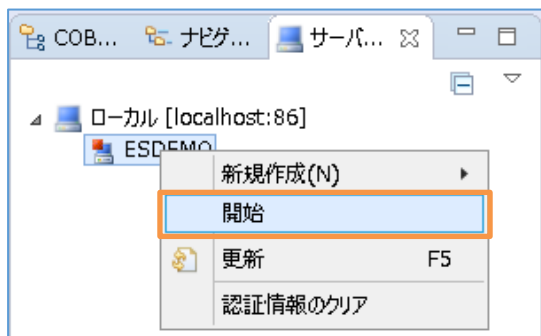 COB... ナビゲ... サーバ...
ローカル [localhost:86]
ESDEMO
新規作成(N)
開始
更新 F5
認証情報のクリア